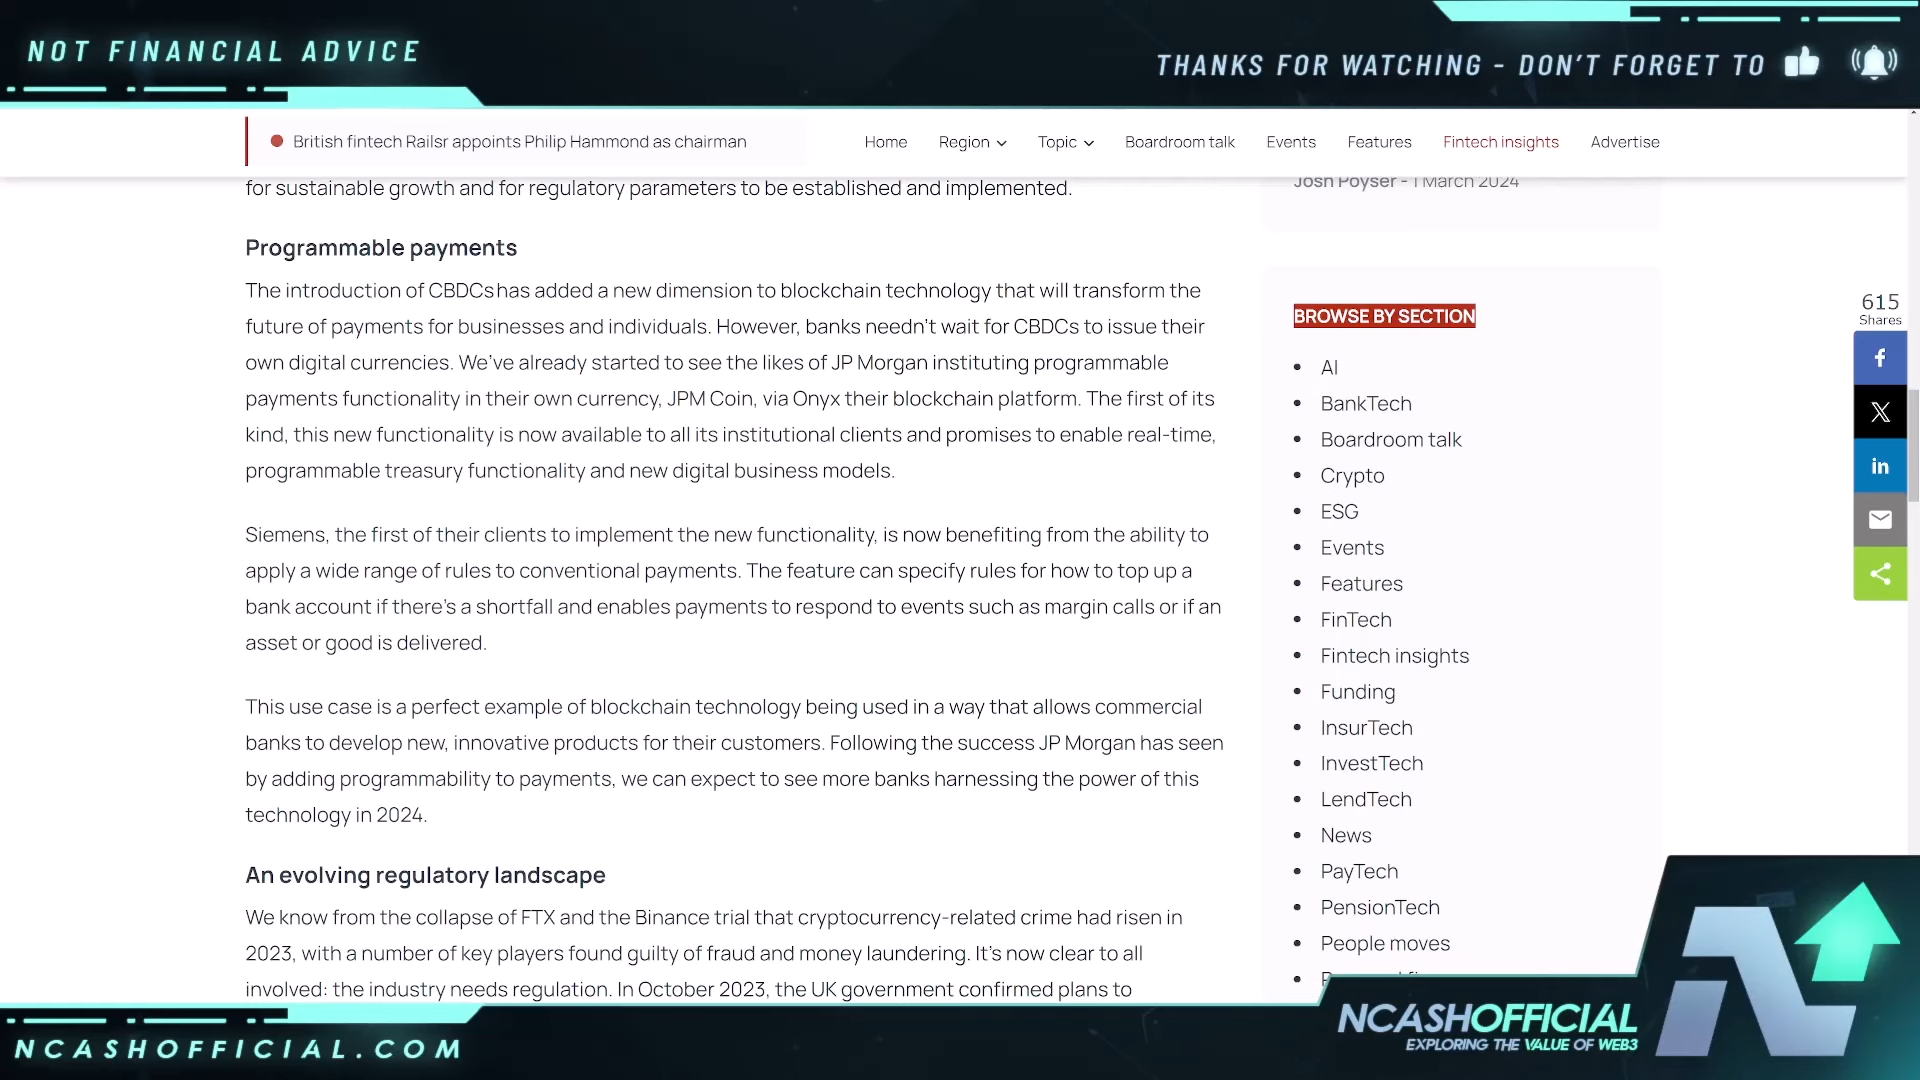 NOT FINANCIAL ADVICE
THANKS FOR WATCHING - DON'T FORGET TO
British fintech Railsr appoints Philip Hammond as chairman
Home Region Topic Boardroom talk Events Features Fintech insights Advertise
for sustainable growth and for regulatory parameters to be established and implemented.
Programmable payments
The introduction of CBDCs has added a new dimension to blockchain technology that will transform the
future of payments for businesses and individuals. However, banks needn't wait for CBDCs to issue their
own digital currencies. We've already started to see the likes of JP Morgan instituting programmable
payments functionality in their own currency, JPM Coin, via Onyx their blockchain platform. The first of its
kind, this new functionality is now available to all its institutional clients and promises to enable real-time,
programmable treasury functionality and new digital business models.
Siemens, the first of their clients to implement the new functionality, is now benefiting from the ability to
apply a wide range of rules to conventional payments. The feature can specify rules for how to top up a
bank account if there's a shortfall and enables payments to respond to events such as margin calls or if an
asset or good is delivered.
This use case is a perfect example of blockchain technology being used in a way that allows commercial
banks to develop new, innovative products for their customers. Following the success JP Morgan has seen
by adding programmability to payments, we can expect to see more banks harnessing the power of this
technology in 2024.
An evolving regulatory landscape
We know from the collapse of FTX and the Binance trial that cryptocurrency-related crime had risen in
2023, with a number of key players found guilty of fraud and money laundering. It's now clear to all
involved: the industry needs regulation. In October 2023, the UK government confirmed plans to
Josh Poyser - 1 March 2024
BROWSE BY SECTION
AI
BankTech
Boardroom talk
Crypto
ESG
Events
Features
FinTech
Fintech insights
Funding
InsurTech
InvestTech
LendTech
News
PayTech
PensionTech
People moves
615
Shares
NCASHOFFICIAL.COM
NCASHOFFICIAL
EXPLORING THE VALUE OF WEB3